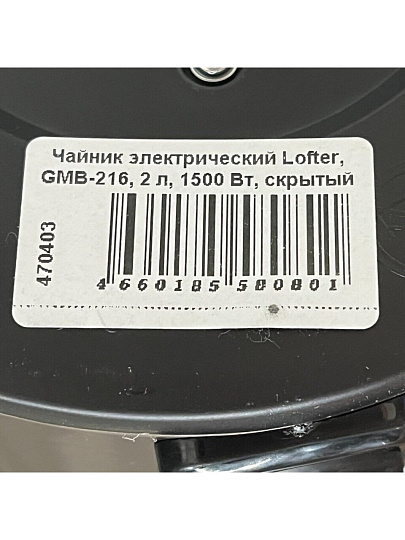 Чайник электрический Lofter,
GMB-216, 2 л, 1500 Вт, скрытый
470403
4 660185 580801